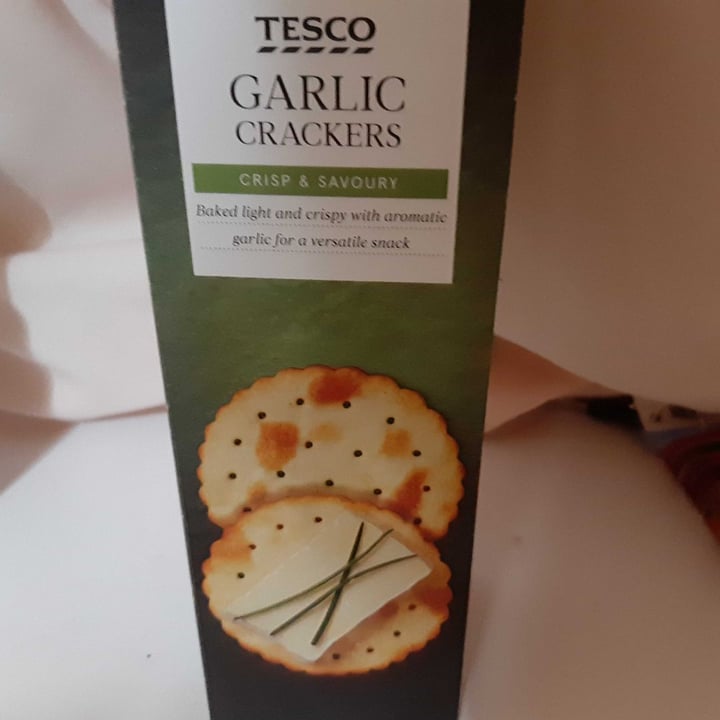 TESCO
GARLIC
CRACKERS
CRISP & SAVOURY
Baked light and crispy with aromatic
garlic for a versatile snack